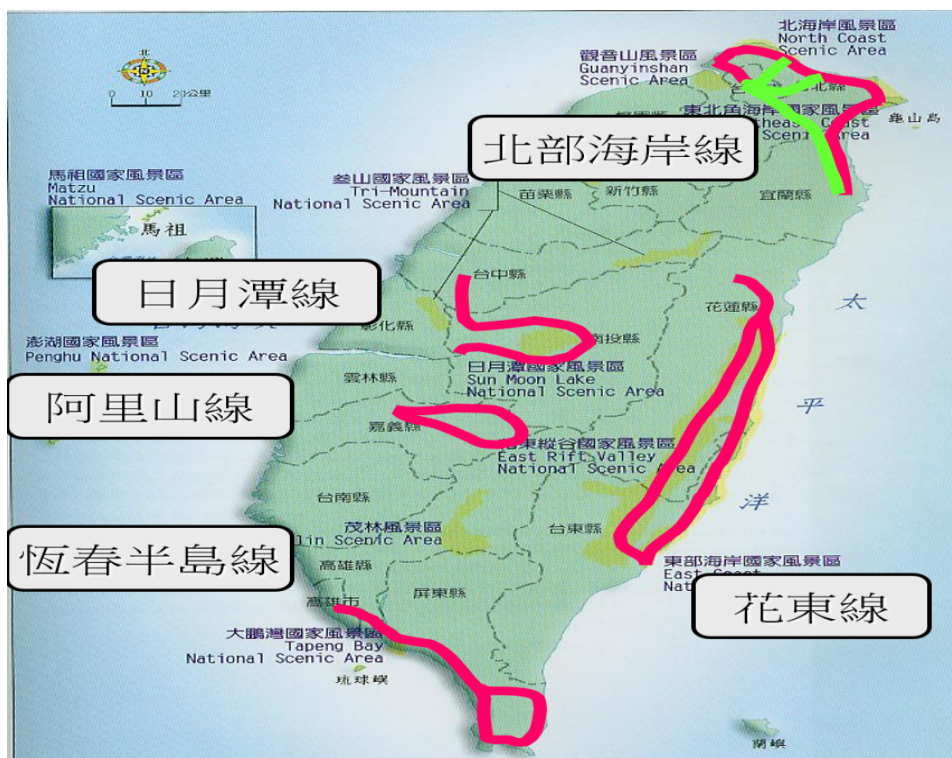 北海岸風景區
North Coast
Scenic Area
觀音山風景區
Guanyinshan
Scenic Area
北
0 10 20公里
東北角海岸國家風景區
Coast
Scenic Area
龜山島
北部海岸線
馬祖國家風景區
Matzu
National Scenic Area
馬祖
參山國家風景區
Tri-Mountain
National Scenic Area
苗栗縣
新竹縣
宜蘭縣
日月潭線
台中縣
花蓮縣
太
平
洋
彰化縣
南投縣
澎湖國家風景區
Penghu National Scenic Area
日月潭國家風景區
Sun Moon Lake
National Scenic Area
雲林縣
阿里山線
嘉義縣
東縱谷國家風景區
East Rift Valley
National Scenic Area
台南縣
茂林風景區
lin Scenic Area
台東縣
恆春半島線
高雄縣
屏東縣
高雄市
東部海岸國家風景區
East Coast
花東線
大鵬灣國家風景區
Tapeng Bay
National Scenic Area
琉球嶼
蘭嶼